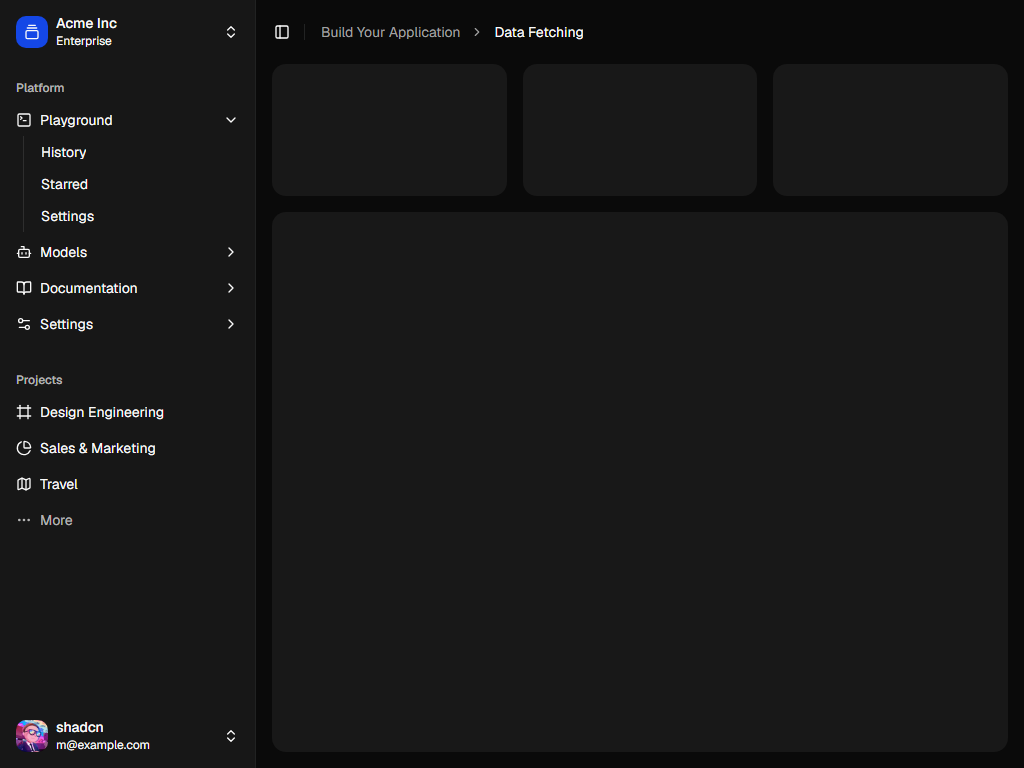 Acme Inc
Enterprise
Platform
Playground
History
Starred
Settings
Models
Documentation
Settings
Projects
Design Engineering
Sales & Marketing
Travel
More
shadcn
m@example.com
Build Your Application
Data Fetching